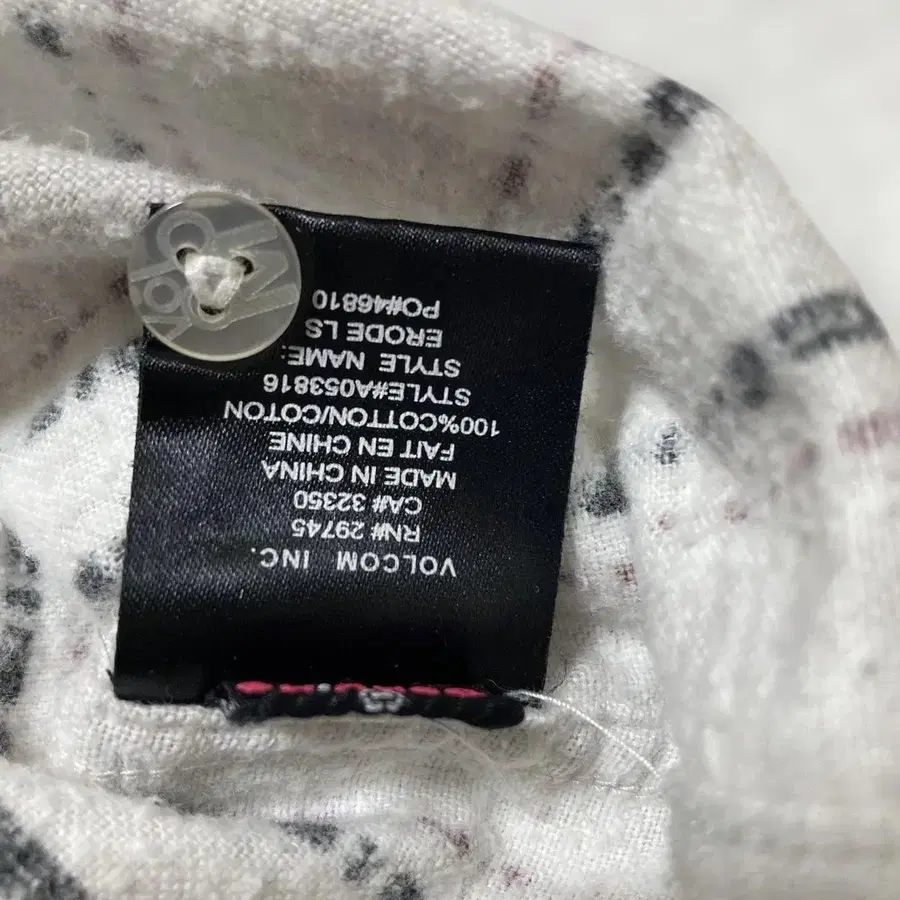 VOLCOM INC.
RN# 29745
CA# 32350
MADE IN CHINA
FAIT EN CHINE
100%COTTON/COTON
STYLE#A053816
STYLE NAME:
ERODE LS
PO#46810
VOLCOM